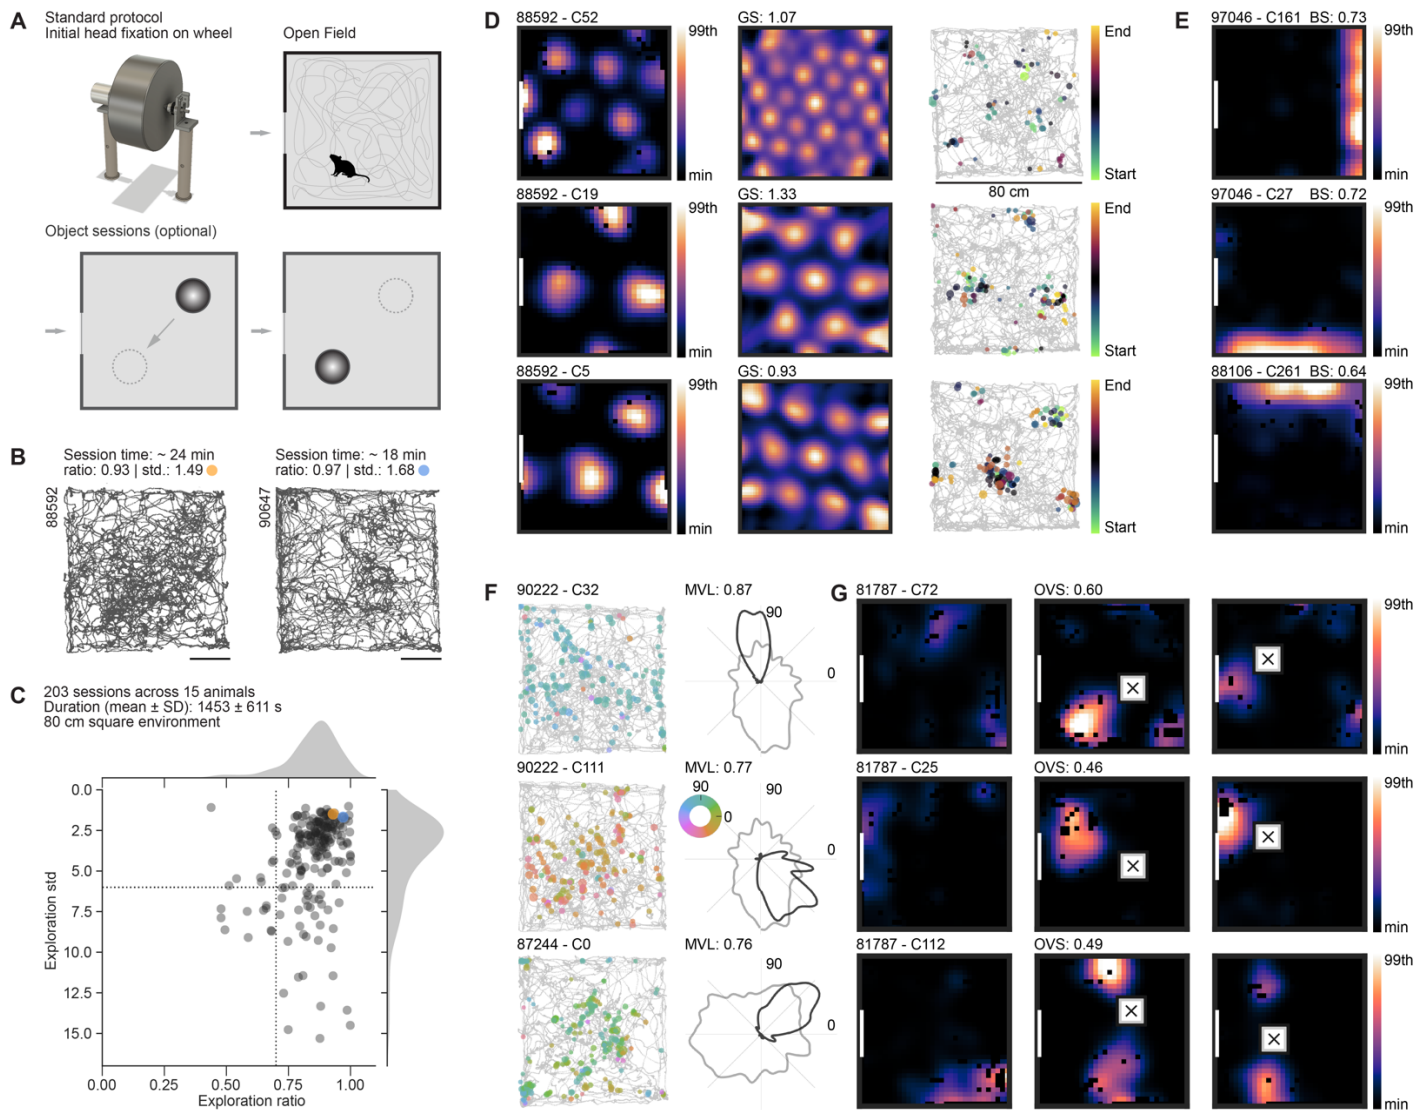 A
Standard protocol
Initial head fixation on wheel
Open Field
Object sessions (optional)
B
Session time: ~ 24 min
ratio: 0.93 | std.: 1.49
88592
Session time: ~ 18 min
ratio: 0.97 | std.: 1.68
90647
C
203 sessions across 15 animals
Duration (mean ± SD): 1453 ± 611 s
80 cm square environment
Exploration std
0.0
2.5
5.0
7.5
10.0
12.5
15.0
0.00
0.25
0.50
0.75
1.00
Exploration ratio
D
88592 - C52
99th
min
GS: 1.07
End
Start
80 cm
88592 - C19
99th
min
GS: 1.33
End
Start
88592 - C5
99th
min
GS: 0.93
End
Start
E
97046 - C161 BS: 0.73
99th
min
97046 - C27 BS: 0.72
99th
min
88106 - C261 BS: 0.64
99th
min
F
90222 - C32
MVL: 0.87
90
0
90222 - C111
MVL: 0.77
90
0
90
0
87244 - C0
MVL: 0.76
90
0
G
81787 - C72
OVS: 0.60
99th
min
81787 - C25
OVS: 0.46
99th
min
81787 - C112
OVS: 0.49
99th
min